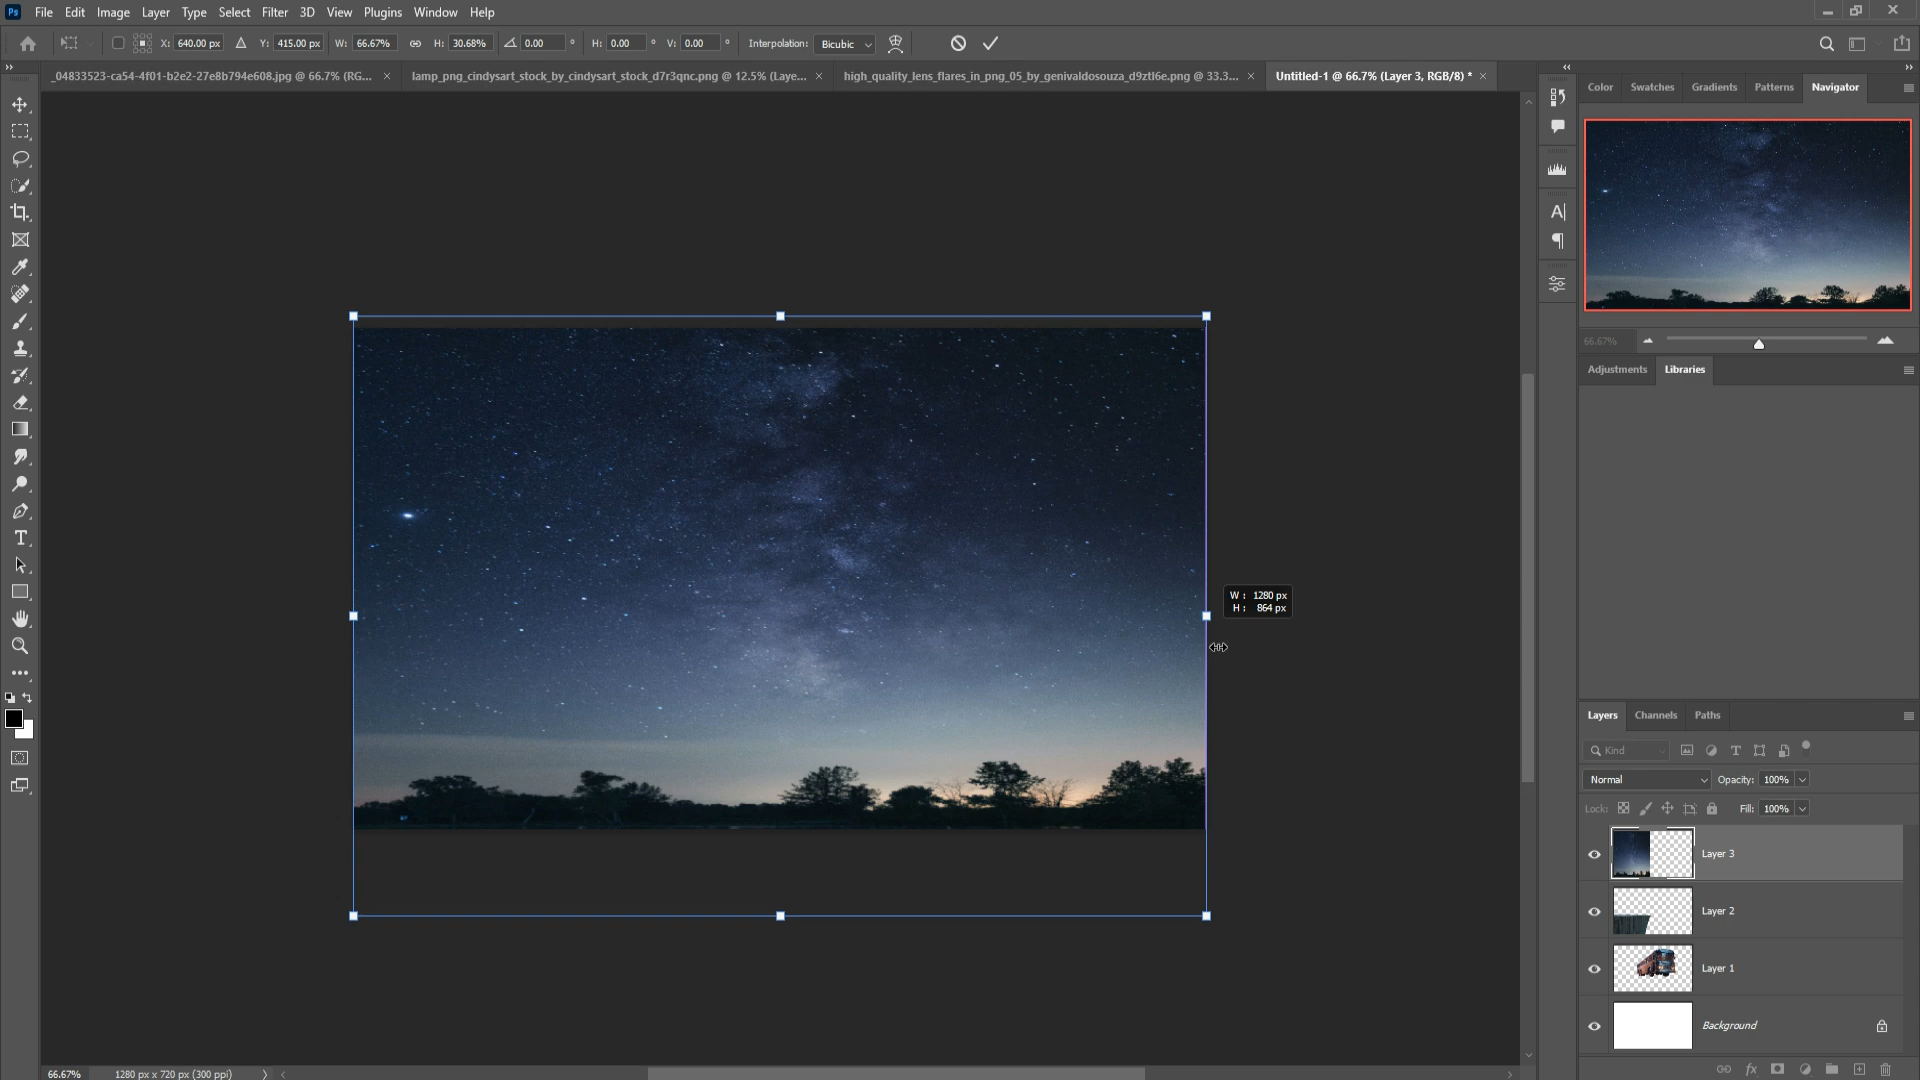 Ps File Edit Image Layer Type Select Filter 3D View Plugins Window Help
X: 640.00 px Y: 415.00 px W: 66.67% H: 30.68% 0.00 ° H: 0.00 ° V: 0.00 ° Interpolation: Bicubic
_04833523-ca54-4f01-b2e2-27e8b794e608.jpg @ 66.7% (RG... × lamp_png_cindysart_stock_by_cindysart_stock_d7r3qnc.png @ 12.5% (Laye... × high_quality_lens_flares_in_png_05_by_genivaldosouza_d9ztl6e.png @ 33.3... × Untitled-1 @ 66.7% (Layer 3, RGB/8) * ×
Color Swatches Gradients Patterns Navigator
66.67%
Adjustments Libraries
W : 1280 px
H : 864 px
Layers Channels Paths
Kind
Normal Opacity: 100%
Lock: Fill: 100%
Layer 3
Layer 2
Layer 1
Background
66.67% 1280 px x 720 px (300 ppi)